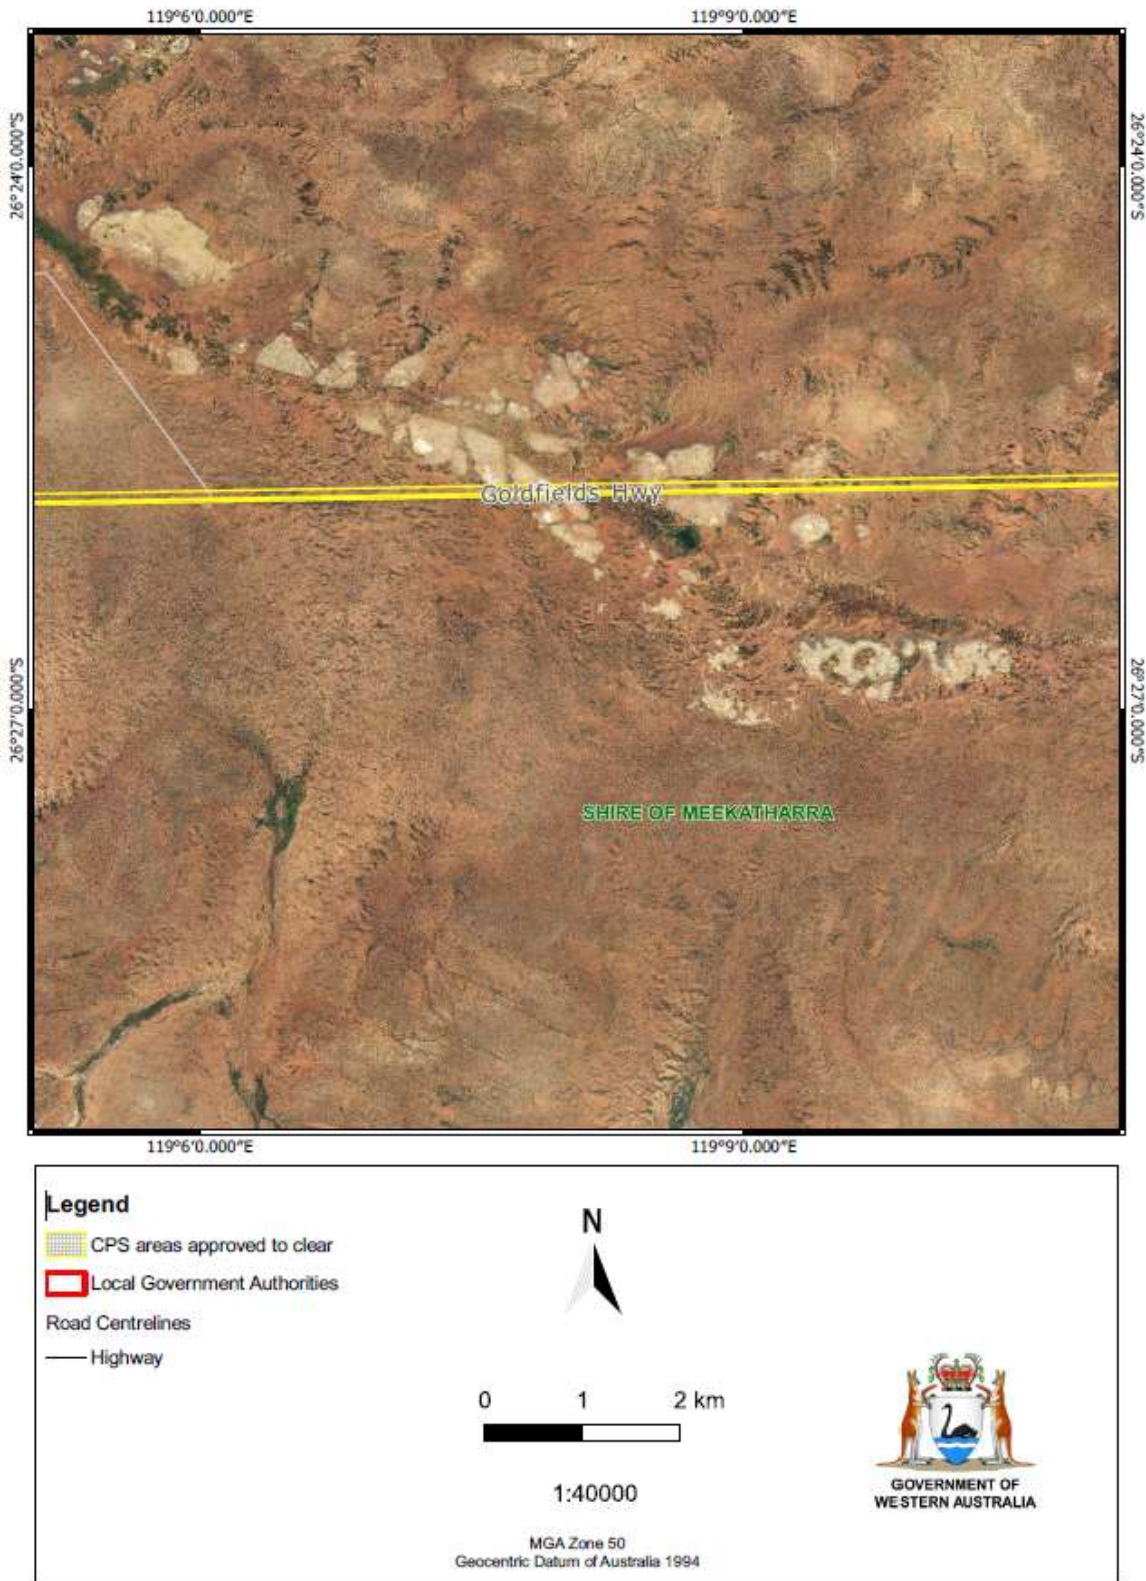 119°6'0.000"E
119°9'0.000"E
26°24'0.000"S
26°24'0.000"S
Goldfields Hwy
26°27'0.000"S
26°27'0.000"S
SHIRE OF MEEKATHARRA
119°6'0.000"E
119°9'0.000"E
Legend
CPS areas approved to clear
Local Government Authorities
Road Centrelines
Highway
N
0 1 2 km
1:40000
MGA Zone 50
Geocentric Datum of Australia 1994
GOVERNMENT OF
WESTERN AUSTRALIA